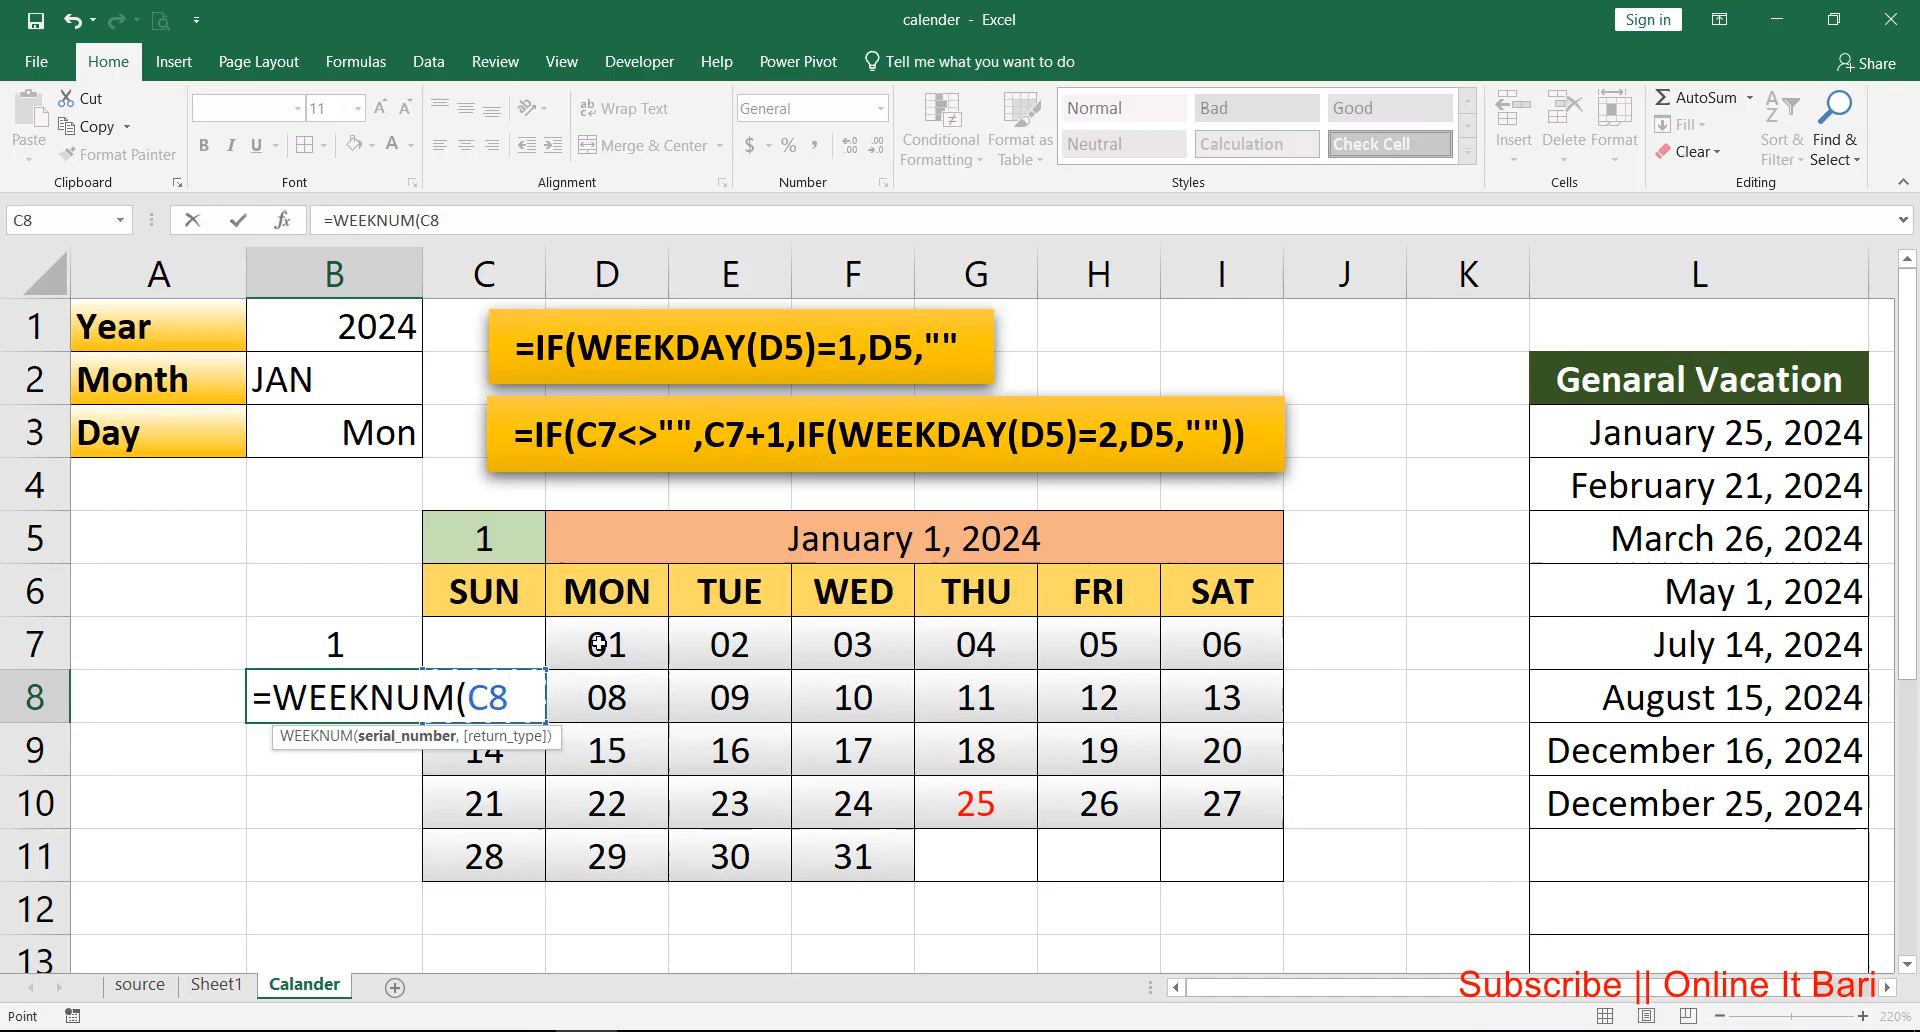 calender - Excel
Sign in
File Home Insert Page Layout Formulas Data Review View Developer Help Power Pivot Tell me what you want to do Share
Paste Cut Copy Format Painter
Clipboard
11 A A B I U A
Font
ab Wrap Text
Merge & Center
Alignment
General
$ % ,
Number
Conditional Formatting
Format as Table
Normal Bad Good
Neutral Calculation Check Cell
Styles
Insert Delete Format
Cells
AutoSum
Fill
Clear
Sort & Filter
Find & Select
Editing
C8 fx =WEEKNUM(C8
A B C D E F G H I J K L
1 Year 2024
=IF(WEEKDAY(D5)=1,D5,""
2 Month JAN Genaral Vacation
3 Day Mon January 25, 2024
=IF(C7<>"",C7+1,IF(WEEKDAY(D5)=2,D5,""))
4 February 21, 2024
5 1 January 1, 2024 March 26, 2024
6 SUN MON TUE WED THU FRI SAT May 1, 2024
7 1 01 02 03 04 05 06 July 14, 2024
8 =WEEKNUM(C8 08 09 10 11 12 13 August 15, 2024
WEEKNUM(serial_number, [return_type])
9 14 15 16 17 18 19 20 December 16, 2024
10 21 22 23 24 25 26 27 December 25, 2024
11 28 29 30 31
12
13
source Sheet1 Calander
Subscribe || Online It Bari
Point 220%